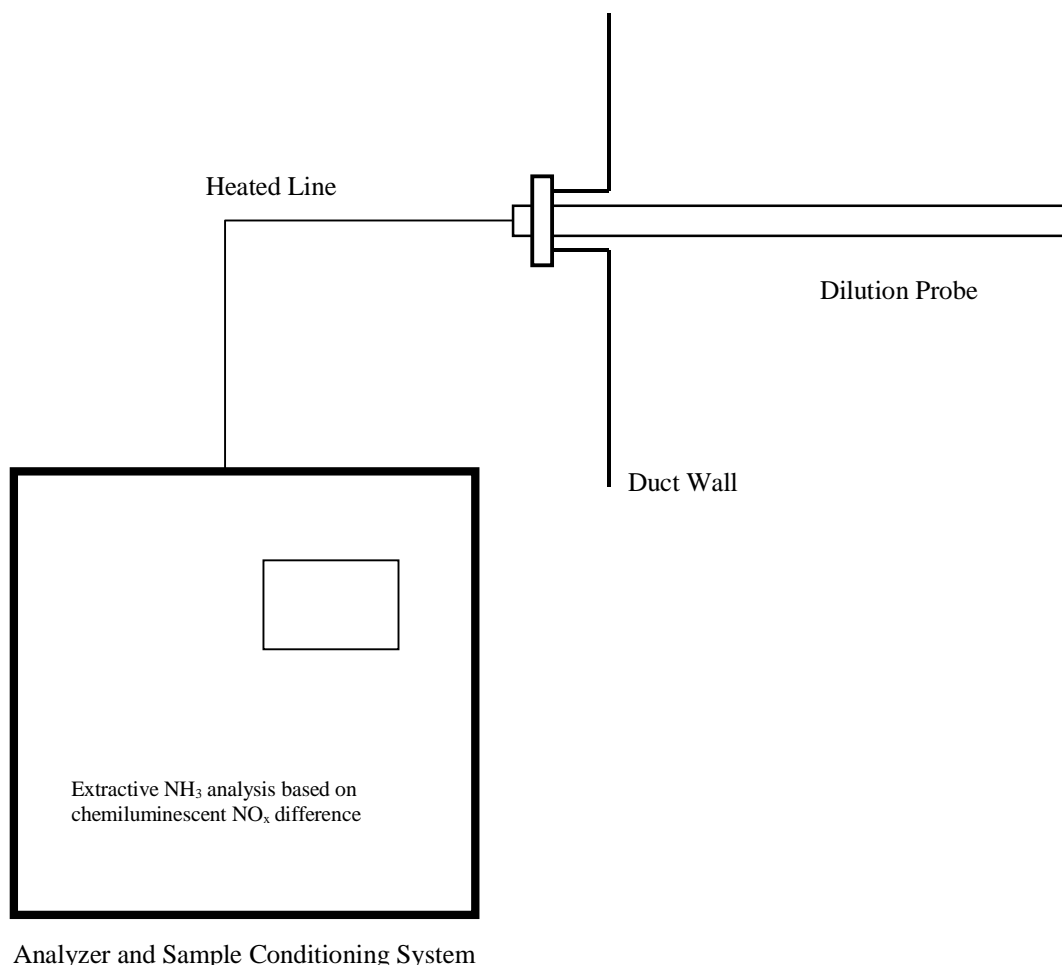 Heated Line
Dilution Probe
Duct Wall
Extractive NH₃ analysis based on
chemiluminescent NOₓ difference
Analyzer and Sample Conditioning System